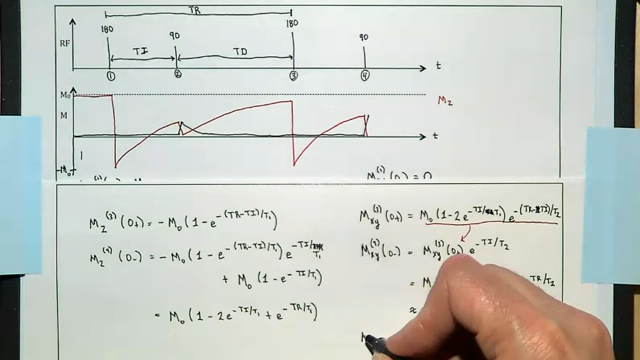 TR
180
180
RF
90
90
TI
TD
t
① ② ③ ④
M₀
M_z
M
t
-M₀
M_z^(3)(0+) = -M₀(1 - e^-(TR-TI)/T₁)
M_z^(4)(0-) = -M₀(1 - e^-(TR-TI)/T₁) e^-TI/T₁
+ M₀(1 - e^-TI/T₁)
= M₀(1 - 2e^-TI/T₁ + e^-TR/T₁)
M_xy^(3)(0+) = M₀(1 - 2e^-TI/T₁) e^-(TR-TI)/T₂
M_xy^(4)(0-) = M_xy^(3)(0+) e^-TI/T₂
= M
≈